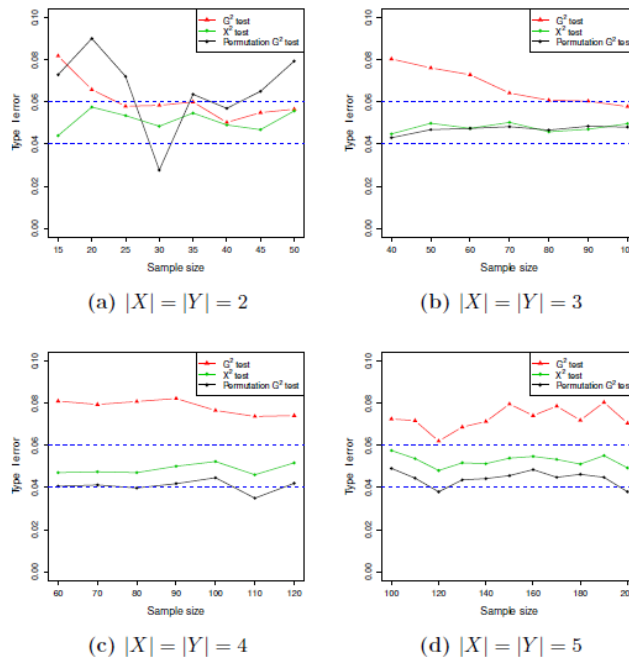 G² test
X² test
Permutation G² test
Type I error
0.00 0.02 0.04 0.06 0.08 0.10
15 20 25 30 35 40 45 50
Sample size
(a) |X| = |Y| = 2
G² test
X² test
Permutation G² test
Type I error
0.00 0.02 0.04 0.06 0.08 0.10
40 50 60 70 80 90
Sample size
(b) |X| = |Y| = 3
G² test
X² test
Permutation G² test
Type I error
0.00 0.02 0.04 0.06 0.08 0.10
60 70 80 90 100 110 120
Sample size
(c) |X| = |Y| = 4
G² test
X² test
Permutation G² test
Type I error
0.00 0.02 0.04 0.06 0.08 0.10
100 120 140 160 180
Sample size
(d) |X| = |Y| = 5